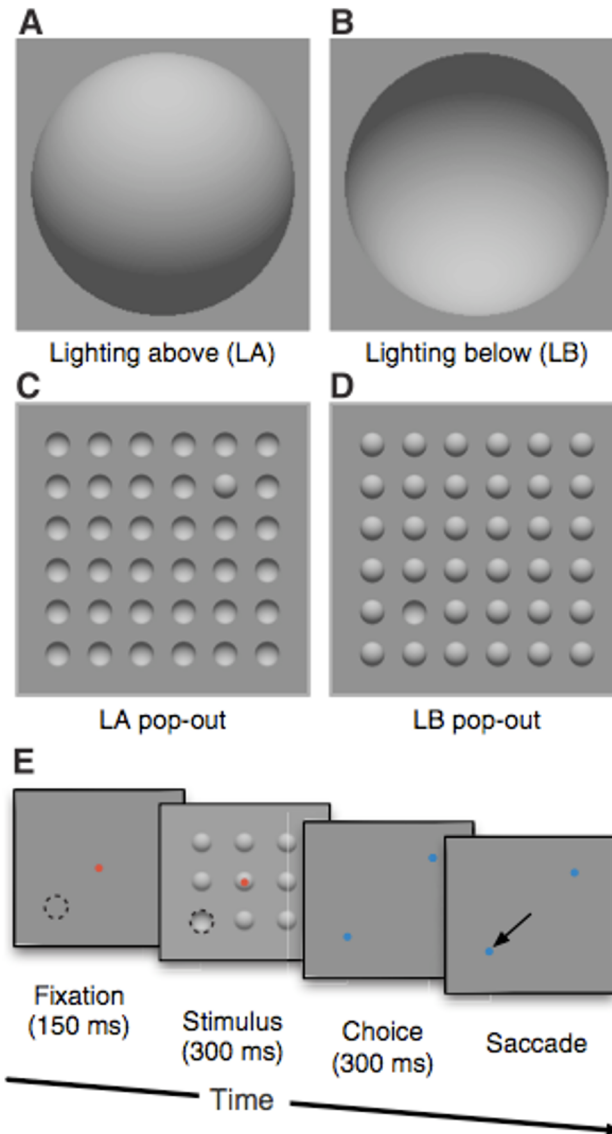 A
B
Lighting above (LA)
Lighting below (LB)
C
D
LA pop-out
LB pop-out
E
Fixation
(150 ms)
Stimulus
(300 ms)
Choice
(300 ms)
Saccade
Time